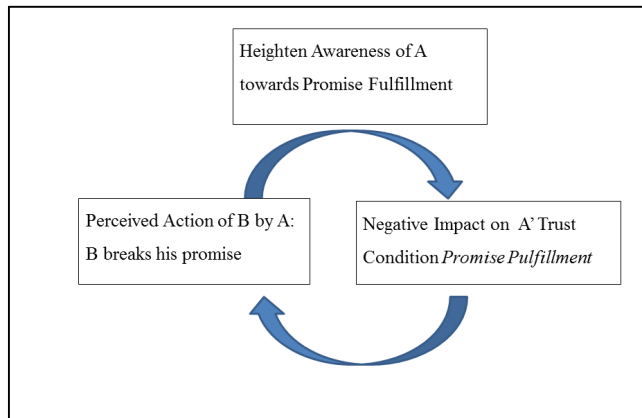 Heighten Awareness of A
towards Promise Fulfillment
Perceived Action of B by A:
B breaks his promise
Negative Impact on A' Trust
Condition Promise Pulfillment